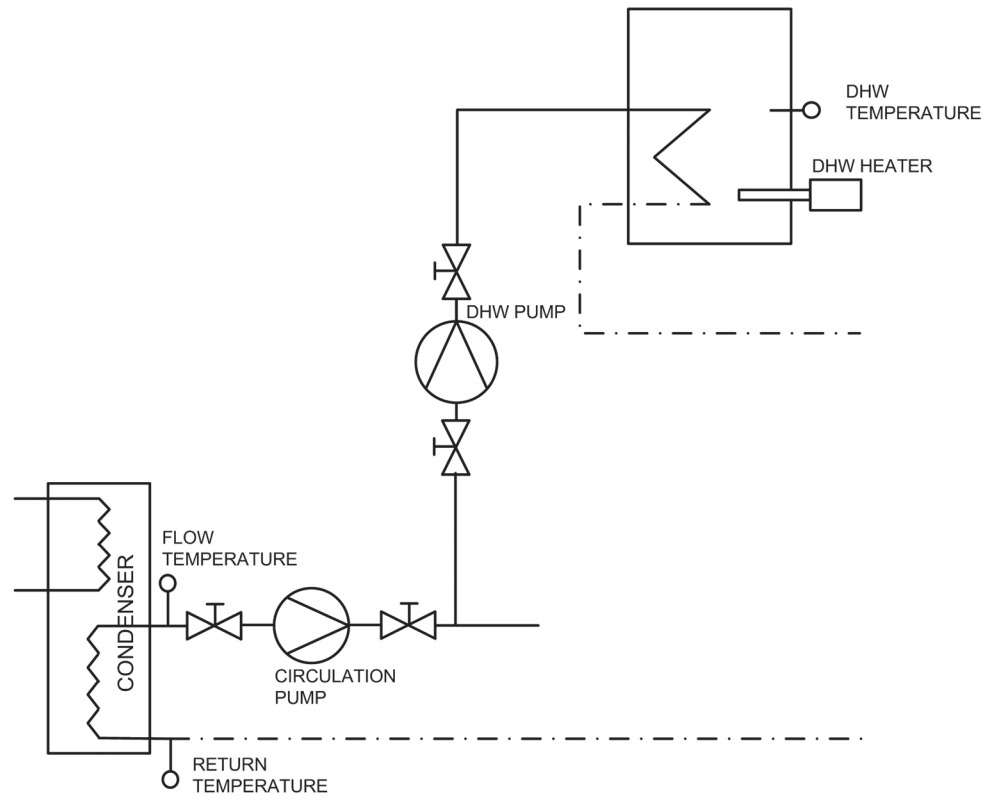 DHW
TEMPERATURE
DHW HEATER
DHW PUMP
FLOW
TEMPERATURE
CONDENSER
CIRCULATION
PUMP
RETURN
TEMPERATURE